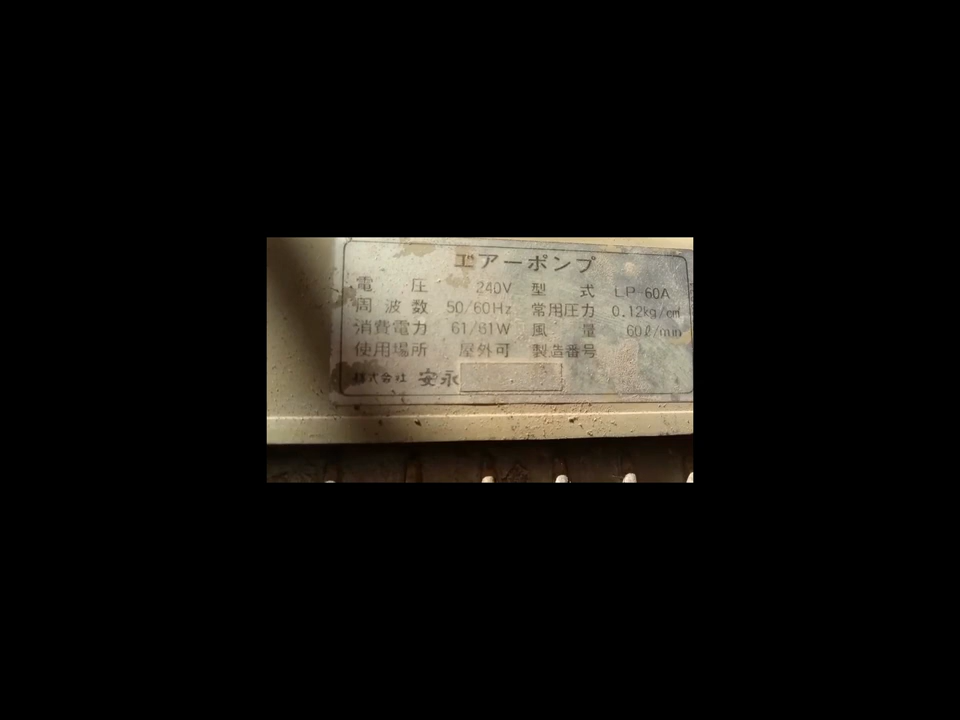 エアーポンプ
電圧 240V 型式 LP-60A
周波数 50/60Hz 常用圧力 0.12kg/cm²
消費電力 61/61W 風量 60ℓ/min
使用場所 屋外可 製造番号
株式会社 安永